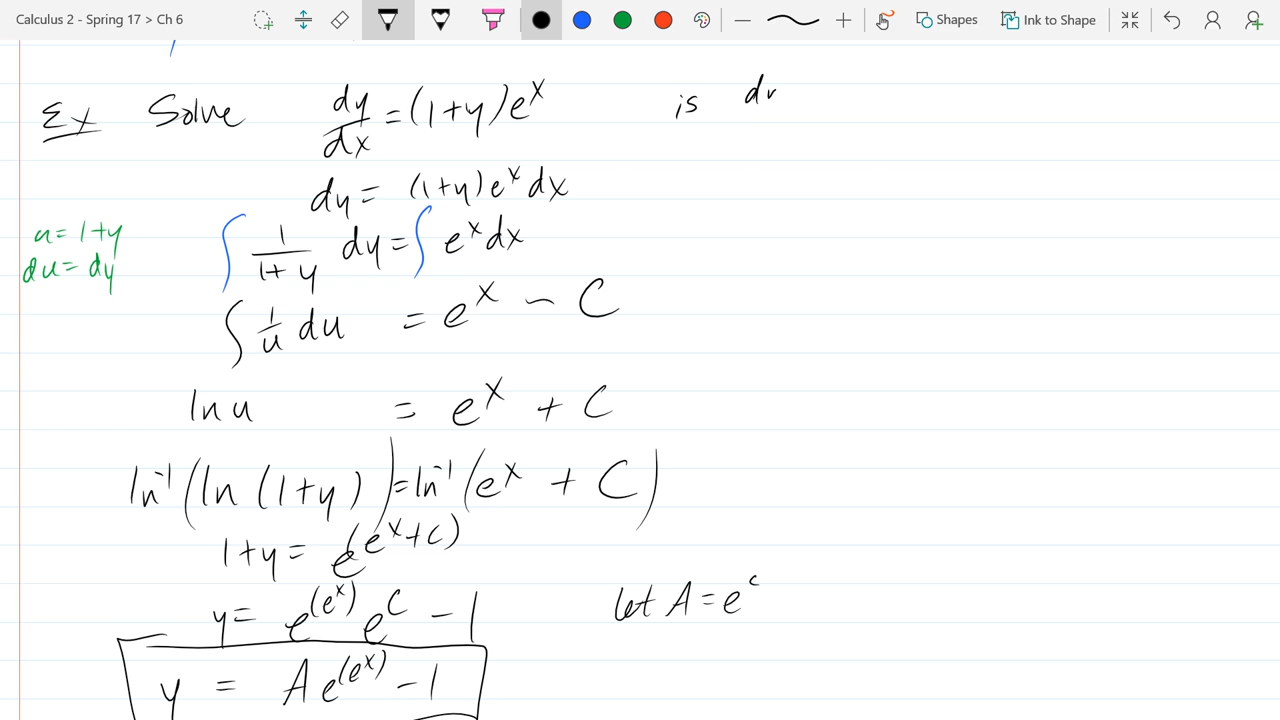 Calculus 2 - Spring 17 > Ch 6
Shapes
Ink to Shape
Ex Solve dy/dx = (1+y)e^x is
dy = (1+y)e^x dx
u = 1+y
du = dy
∫ 1/(1+y) dy = ∫ e^x dx
∫ 1/u du = e^x - C
ln u = e^x + C
ln^-1(ln(1+y)) = ln^-1(e^x + C)
1+y = e^(e^x+C)
y = e^(e^x) e^C - 1
let A = e^c
y = Ae^(e^x) - 1